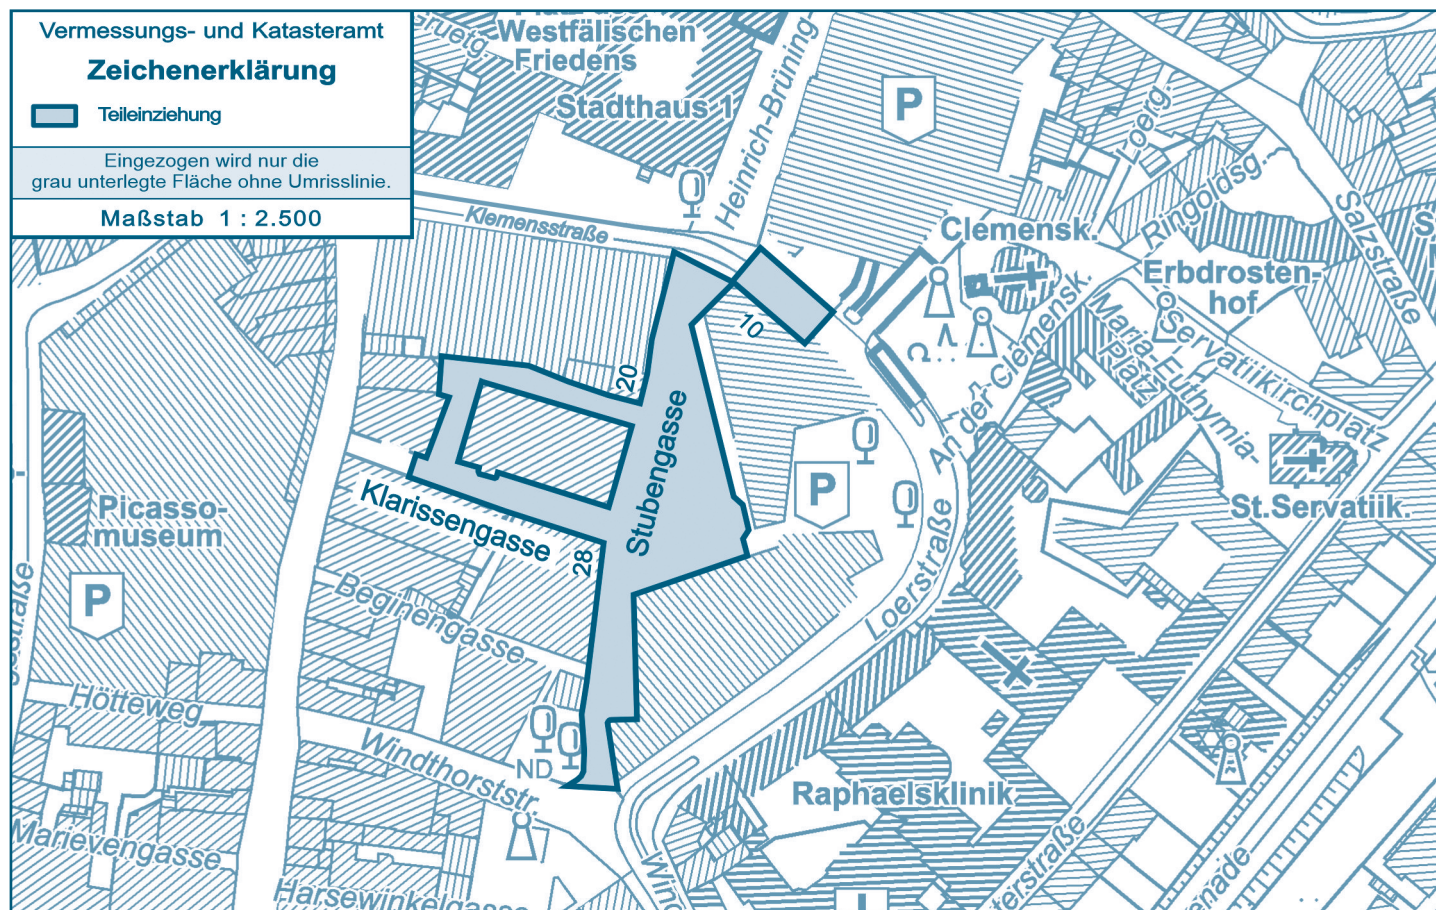 Vermessungs- und Katasteramt
Zeichenerklärung
Teileinziehung
Eingezogen wird nur die
grau unterlegte Fläche ohne Umrisslinie.
Maßstab 1 : 2.500
Westfälischen
Friedens
Stadthaus 1
Heinrich-Brüning-
P
Loerg.
Ringoldsg.
Salzstraße
Klemensstraße
Clemensk.
Erbdrosten-
hof
An der Clemensk.
Maria-Euthymia-
Platz
Servatiikirchplatz
St.Servatiik.
10
20
Stubengasse
Klarissengasse
28
P
Picasso-
museum
P
Beginengasse
Loerstraße
Hötteweg
Windthorststr.
ND
Raphaelsklinik
Marievengasse
Harsewinkelgasse